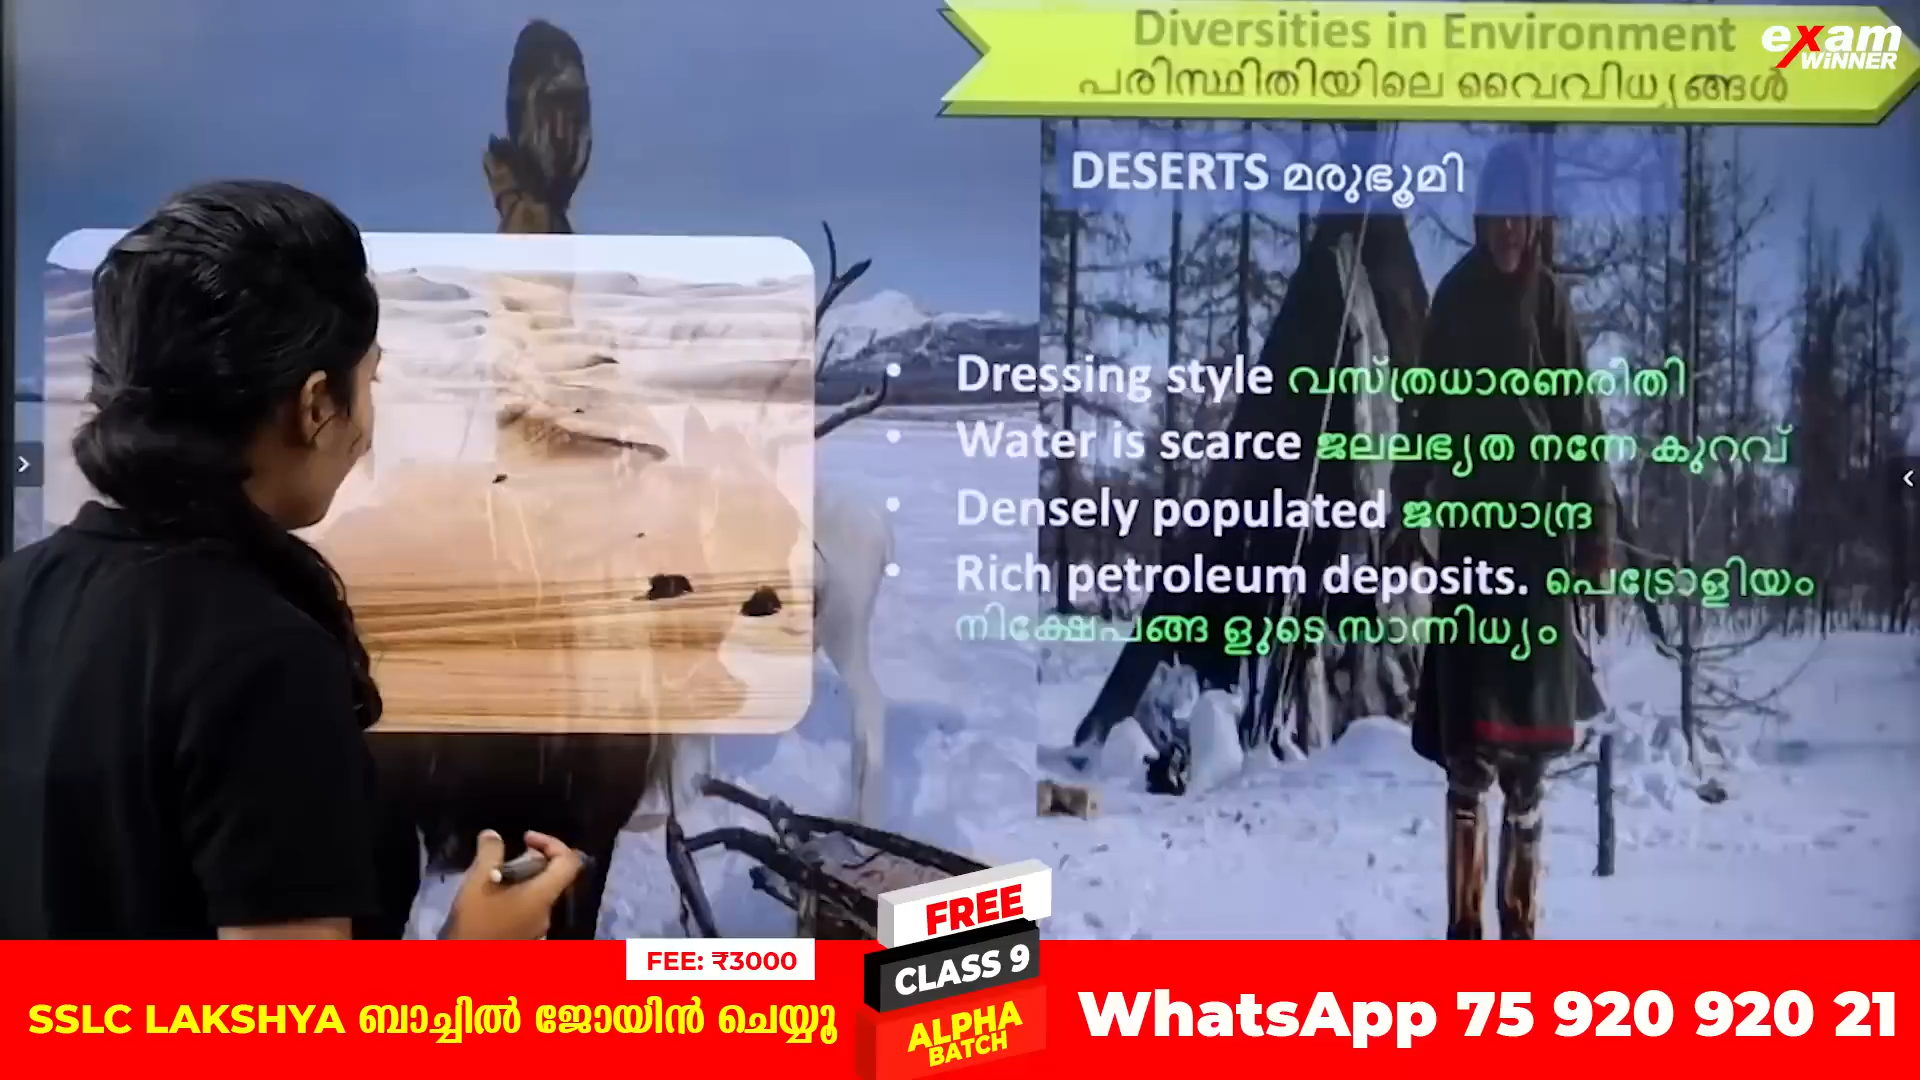 Diversities in Environment
പരിസ്ഥിതിയിലെ വൈവിധ്യങ്ങൾ
exam
WiNNER
DESERTS മരുഭൂമി
• Dressing style വസ്ത്രധാരണരീതി
• Water is scarce ജലലഭ്യത നന്നേ കുറവ്
• Densely populated ജനസാന്ദ്ര
• Rich petroleum deposits. പെട്രോളിയം
നിക്ഷേപങ്ങ ളുടെ സാന്നിധ്യം
FEE: ₹3000
SSLC LAKSHYA ബാച്ചിൽ ജോയിൻ ചെയ്യൂ
FREE
CLASS 9
ALPHA
BATCH
WhatsApp 75 920 920 21